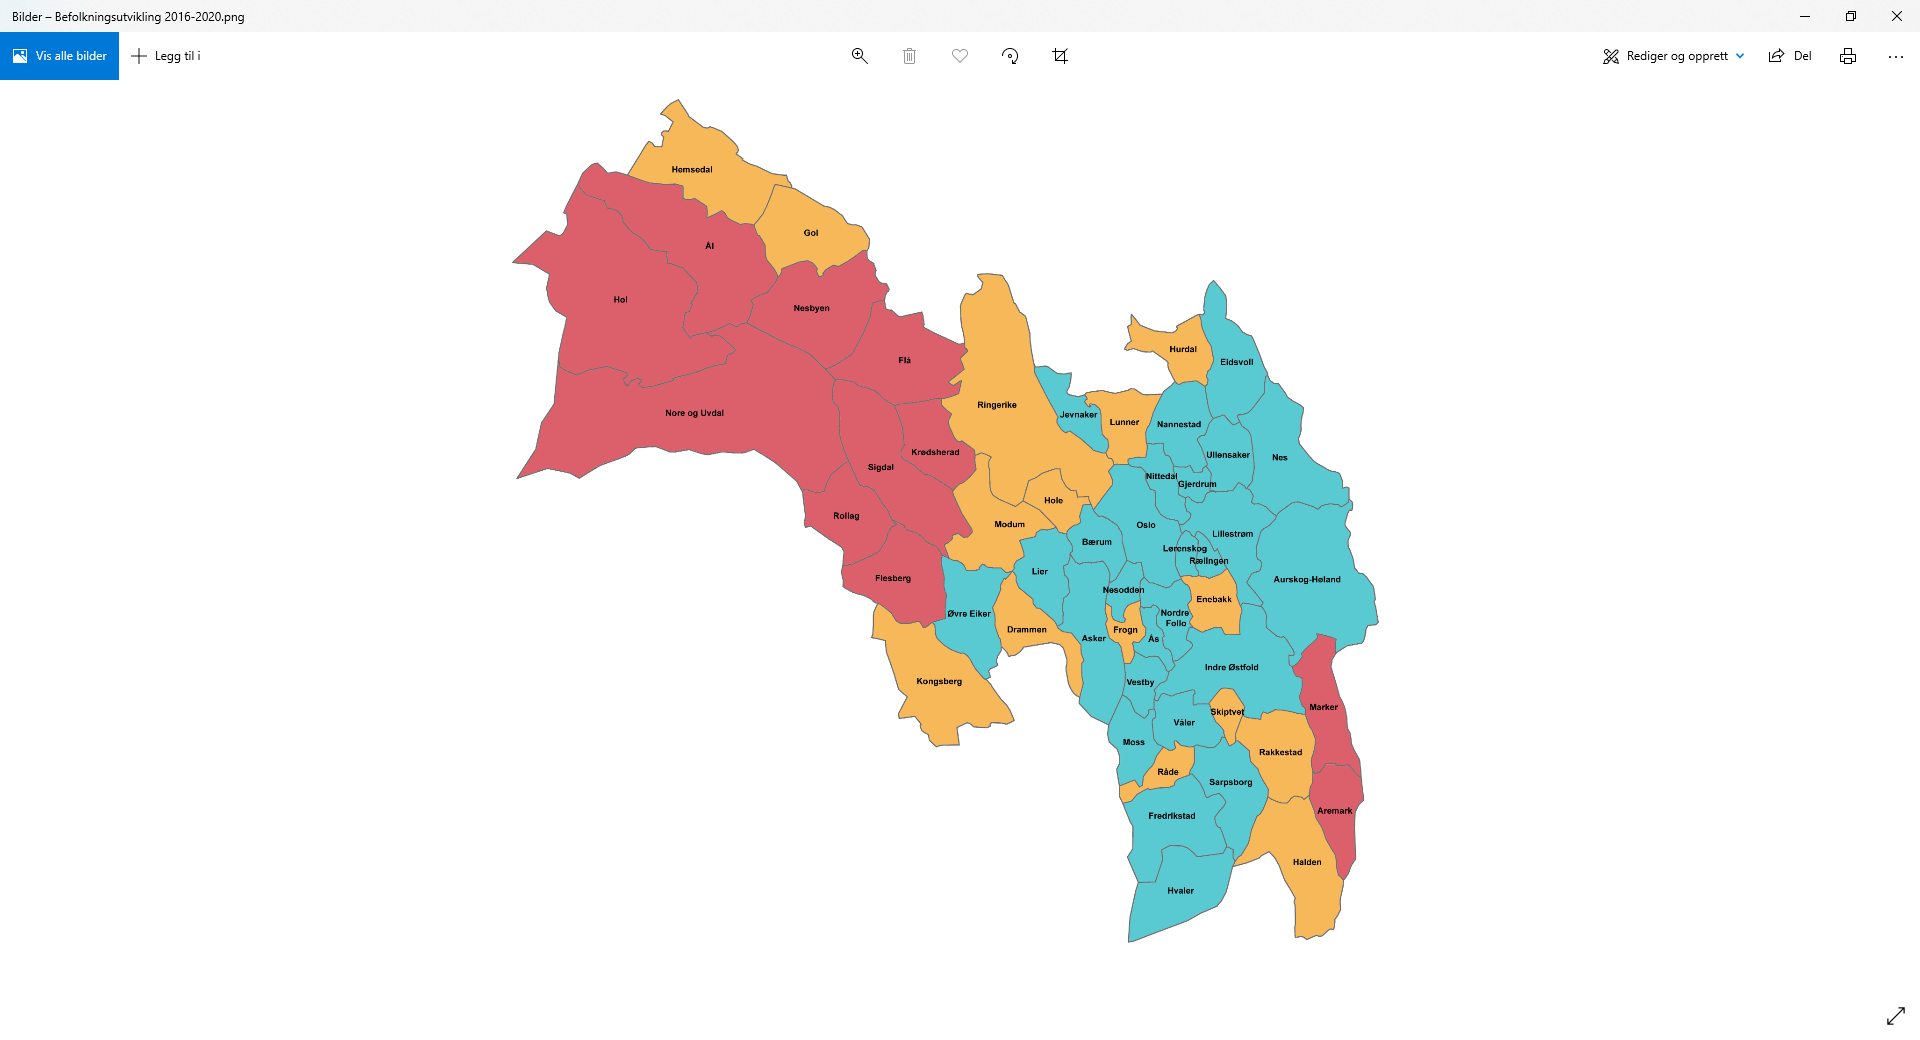 Bilder – Befolkningsutvikling 2016-2020.png
Vis alle bilder
Legg til i
Rediger og opprett
Del
Hemsedal
Gol
Ål
Hol
Nesbyen
Hurdal
Flå
Eidsvoll
Ringerike
Nore og Uvdal
Jevnaker
Lunner
Nannestad
Krødsherad
Ullensaker
Nes
Sigdal
Nittedal
Gjerdrum
Hole
Rollag
Modum
Oslo
Lillestrøm
Bærum
Lørenskog
Rælingen
Lier
Flesberg
Aurskog-Høland
Nesodden
Enebakk
Øvre Eiker
Nordre
Follo
Drammen
Frogn
Asker
Ås
Indre Østfold
Kongsberg
Vestby
Marker
Skiptvet
Våler
Moss
Rakkestad
Råde
Sarpsborg
Aremark
Fredrikstad
Halden
Hvaler